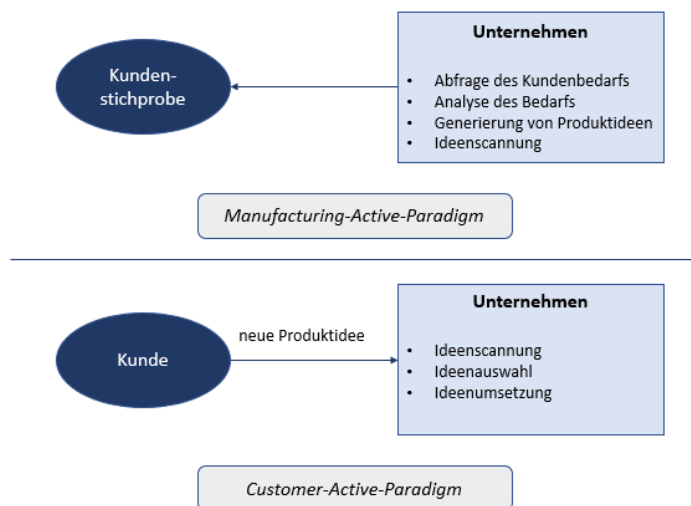 Kunden-
stichprobe
Unternehmen
• Abfrage des Kundenbedarfs
• Analyse des Bedarfs
• Generierung von Produktideen
• Ideenscannung
Manufacturing-Active-Paradigm
Kunde
neue Produktidee
Unternehmen
• Ideenscannung
• Ideenauswahl
• Ideenumsetzung
Customer-Active-Paradigm